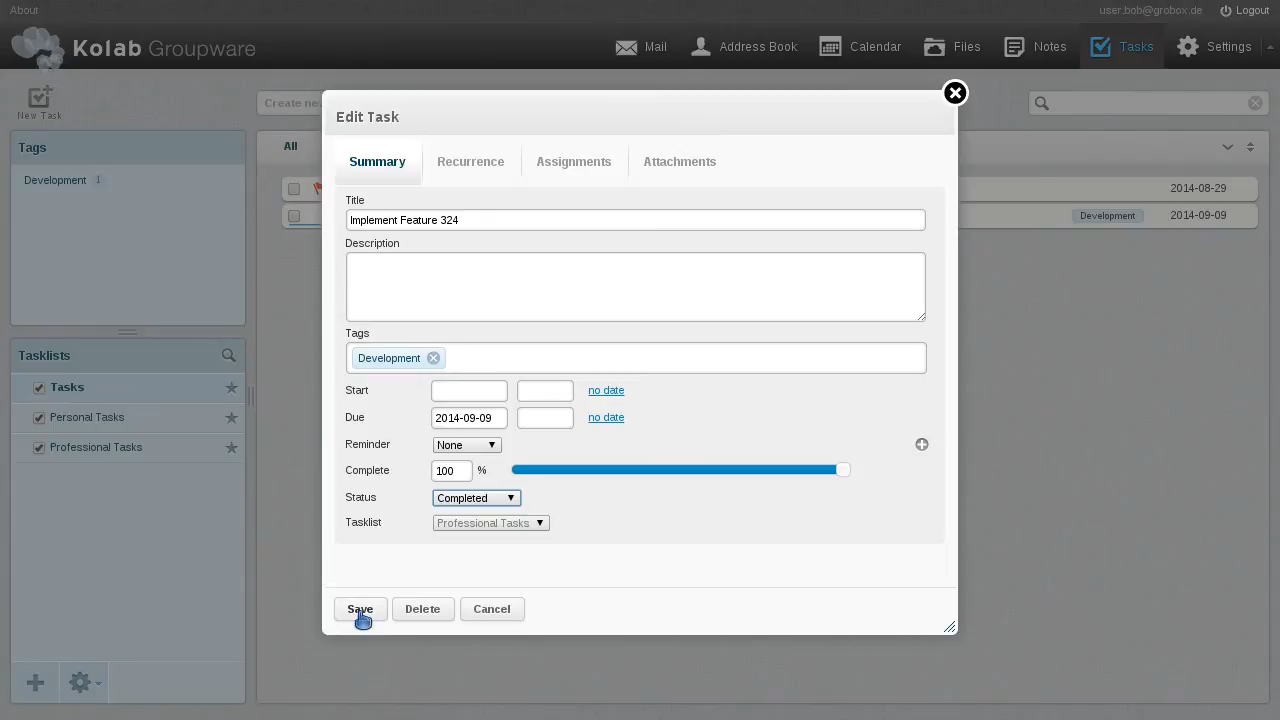 About
user.bob@grobox.de Logout
Kolab Groupware
Mail Address Book Calendar Files Notes Tasks Settings
New Task
Create ne
Edit Task
Tags
All
Summary Recurrence Assignments Attachments
Development 1
Title
2014-08-29
Implement Feature 324
Development 2014-09-09
Description
Tags
Development
Tasklists
Tasks
Personal Tasks
Professional Tasks
Start no date
Due 2014-09-09 no date
Reminder None
Complete 100 %
Status Completed
Tasklist Professional Tasks
Save Delete Cancel